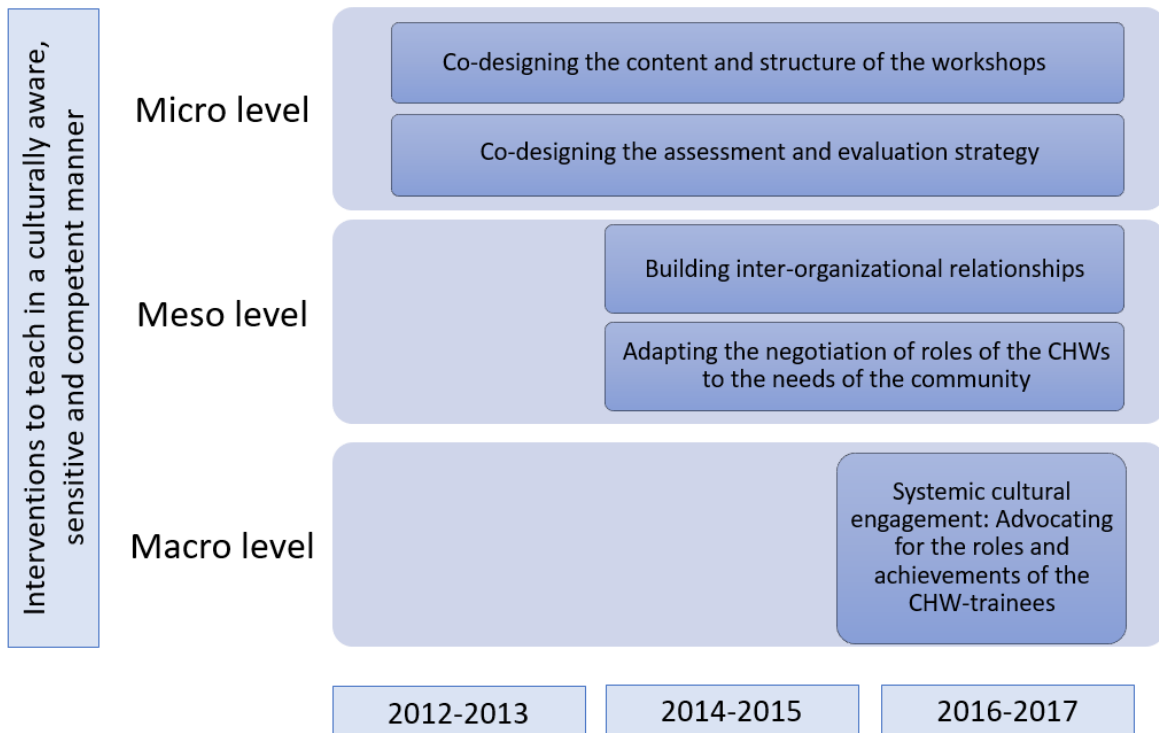 Interventions to teach in a culturally aware,
sensitive and competent manner
Micro level
Co-designing the content and structure of the workshops
Co-designing the assessment and evaluation strategy
Meso level
Building inter-organizational relationships
Adapting the negotiation of roles of the CHWs
to the needs of the community
Macro level
Systemic cultural
engagement: Advocating
for the roles and
achievements of the
CHW-trainees
2012-2013
2014-2015
2016-2017